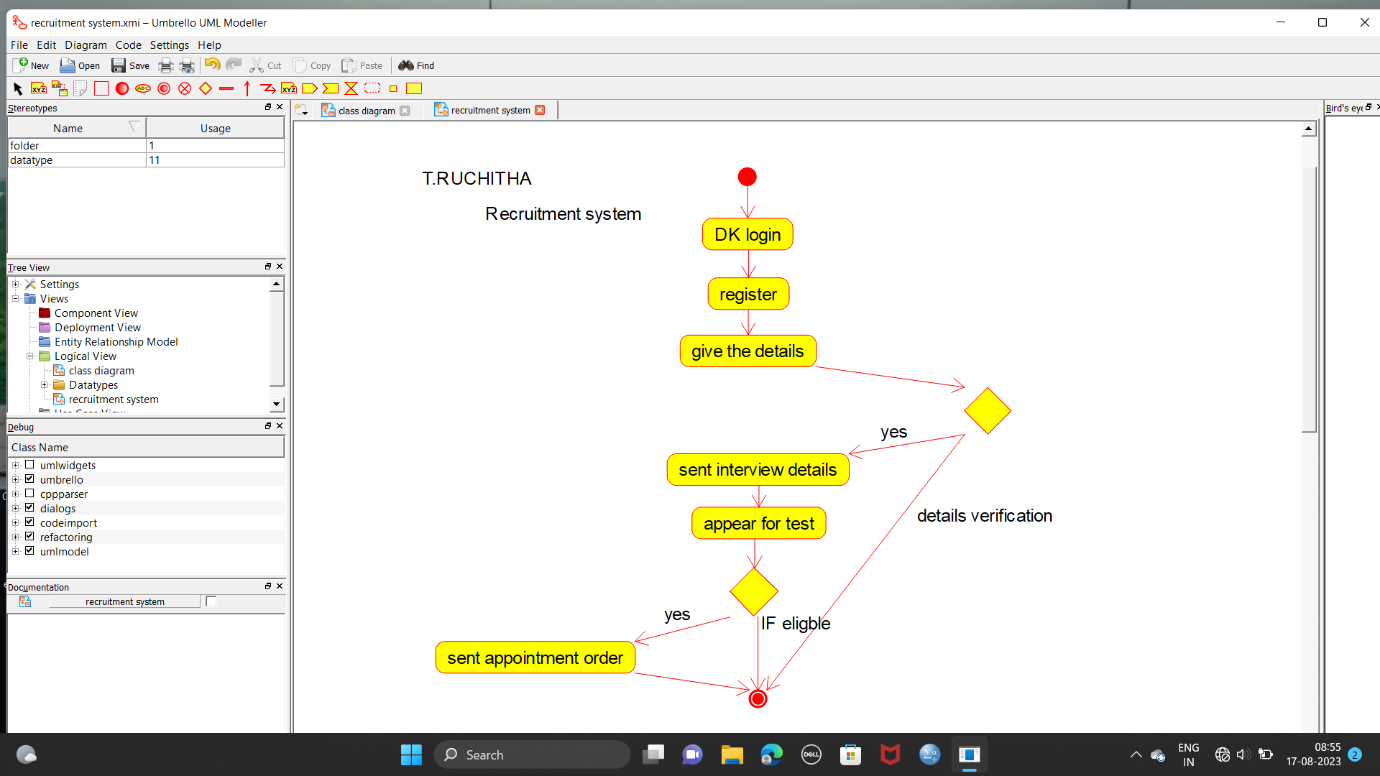 recruitment system.xmi – Umbrello UML Modeller
File Edit Diagram Code Settings Help
New Open Save Cut Copy Paste Find
XYZ ABC XYZ
Stereotypes
Name Usage
folder 1
datatype 11
Tree View
Settings
Views
Component View
Deployment View
Entity Relationship Model
Logical View
class diagram
Datatypes
recruitment system
Debug
Class Name
umlwidgets
umbrello
cppparser
dialogs
codeimport
refactoring
umlmodel
Documentation
recruitment system
class diagram recruitment system
Bird's eye
T.RUCHITHA
Recruitment system
DK login
register
give the details
yes
sent interview details
details verification
appear for test
yes
IF eligble
sent appointment order
Search
DELL
ENG
IN
08:55
17-08-2023
2